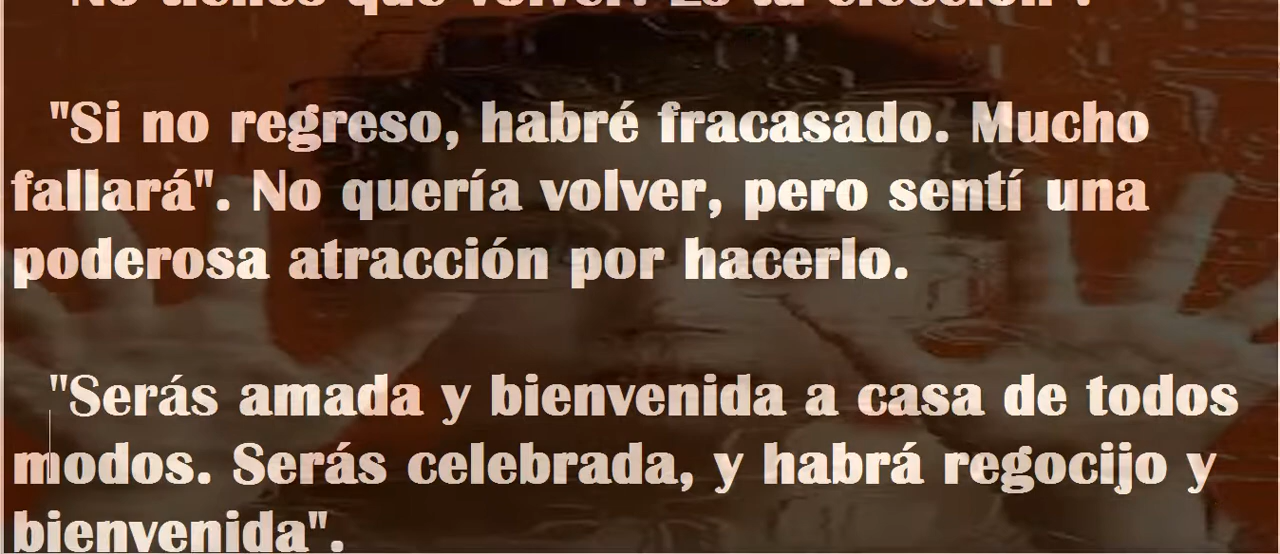 "No tienes que volver. Es tu elección".
"Si no regreso, habré fracasado. Mucho
fallará". No quería volver, pero sentí una
poderosa atracción por hacerlo.
"Serás amada y bienvenida a casa de todos
modos. Serás celebrada, y habrá regocijo y
bienvenida".